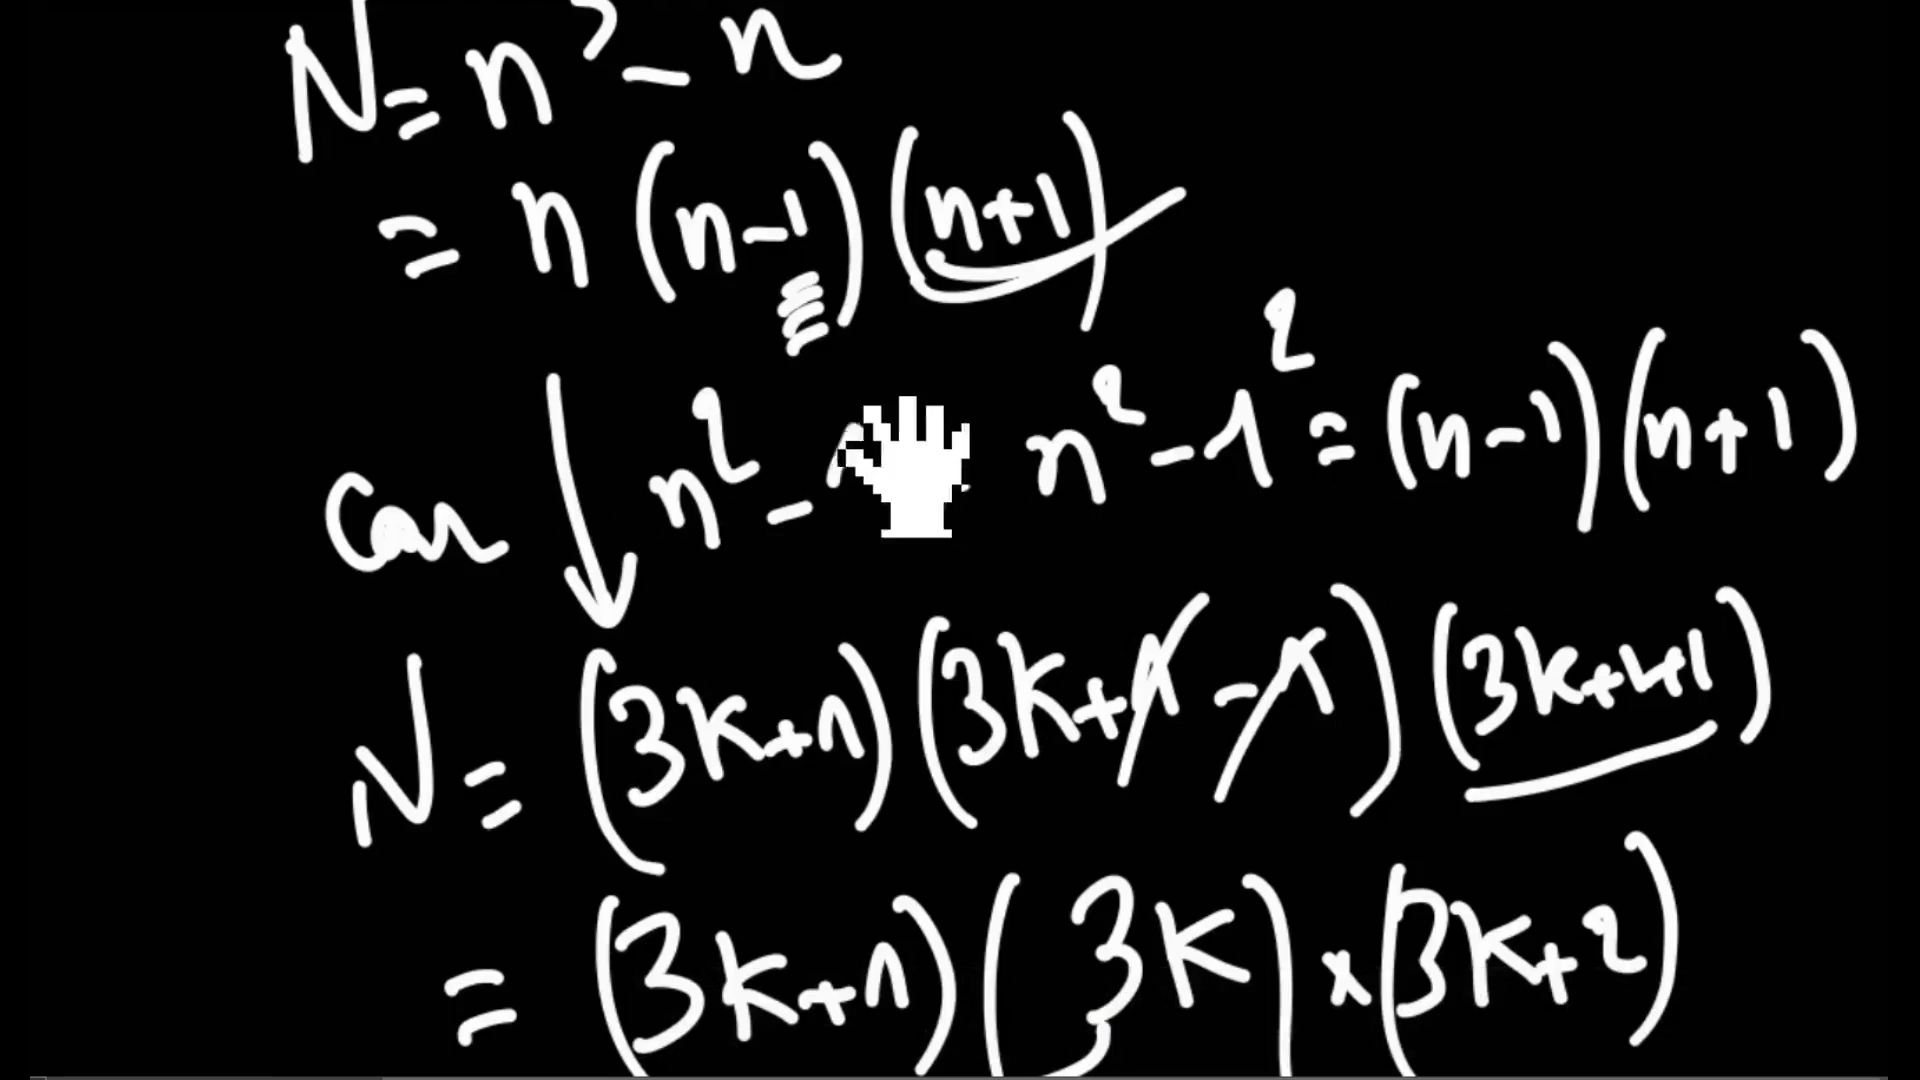 N = n³ - n
= n (n-1) (n+1)
Car n² - n² - 1² = (n-1) (n+1)
N = (3k+1) (3k+1-1) (3k+1+1)
= (3k+1) (3k) × (3k+2)